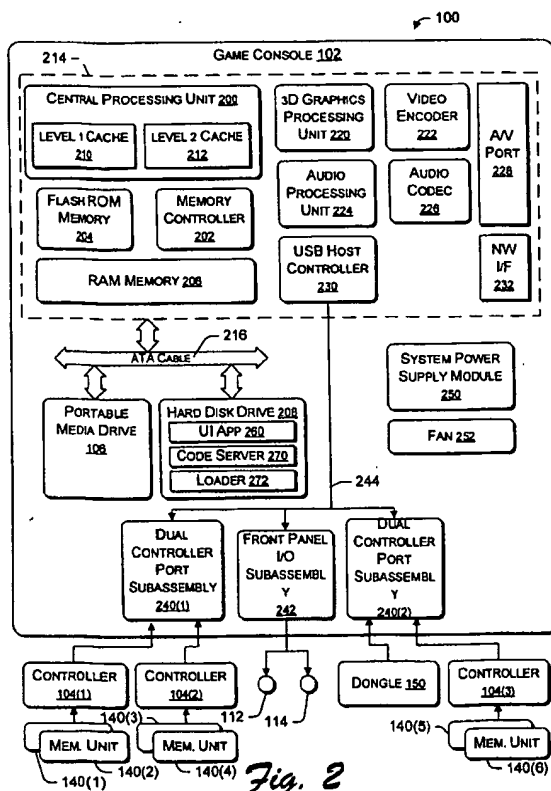 100
GAME CONSOLE 102
214
CENTRAL PROCESSING UNIT 200
LEVEL 1 CACHE
210
LEVEL 2 CACHE
212
3D GRAPHICS
PROCESSING
UNIT 220
VIDEO
ENCODER
222
A/V
PORT
228
FLASH ROM
MEMORY
204
MEMORY
CONTROLLER
202
AUDIO
PROCESSING
UNIT 224
AUDIO
CODEC
226
RAM MEMORY 206
USB HOST
CONTROLLER
230
NW
I/F
232
ATA CABLE
216
PORTABLE
MEDIA DRIVE
106
HARD DISK DRIVE 208
UI APP 260
CODE SERVER 270
LOADER 272
SYSTEM POWER
SUPPLY MODULE
250
FAN 252
244
DUAL
CONTROLLER
PORT
SUBASSEMBLY
240(1)
FRONT PANEL
I/O
SUBASSEMBL
Y
242
DUAL
CONTROLLER
PORT
SUBASSEMBL
Y
240(2)
CONTROLLER
104(1)
CONTROLLER
104(2)
112
114
DONGLE 150
CONTROLLER
104(3)
140(3)
140(5)
MEM. UNIT
MEM. UNIT
MEM. UNIT
140(1)
140(2)
140(4)
140(6)
Fig. 2